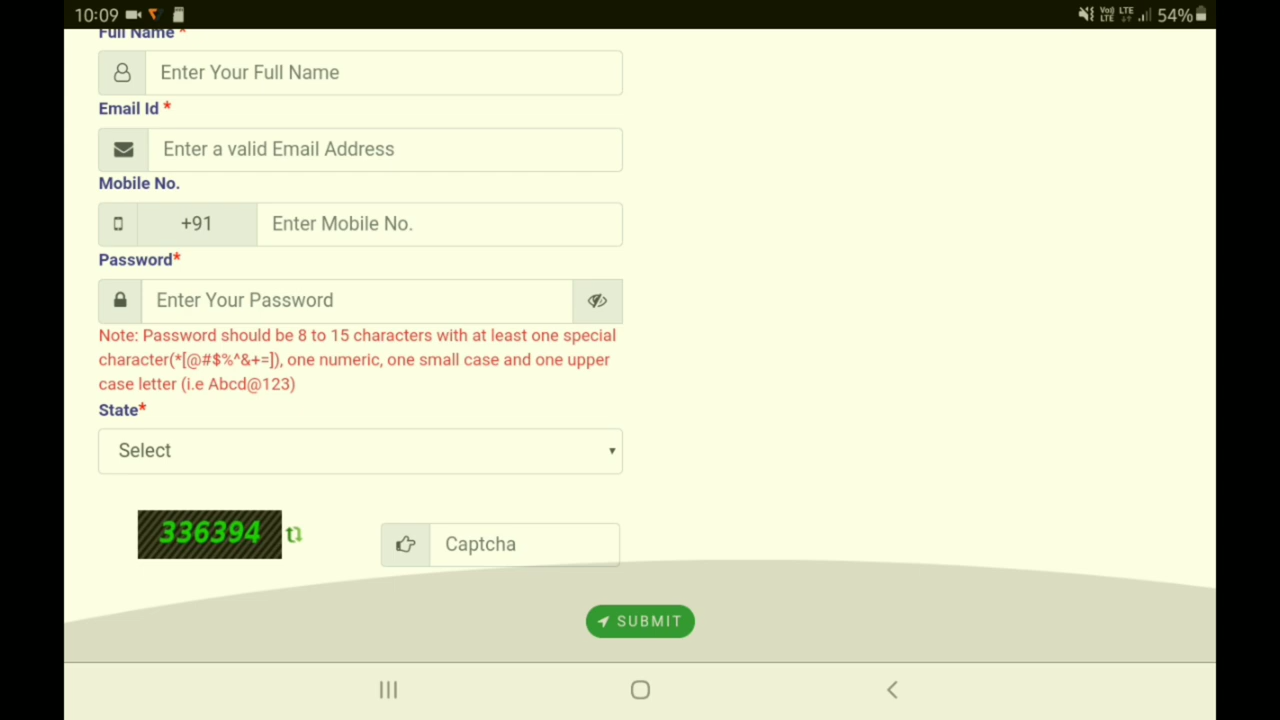 10:09 54%
Full Name *
Enter Your Full Name
Email Id *
Enter a valid Email Address
Mobile No.
+91 Enter Mobile No.
Password*
Enter Your Password
Note: Password should be 8 to 15 characters with at least one special
character(*[@#$%^&+=]), one numeric, one small case and one upper
case letter (i.e Abcd@123)
State*
Select
336394 Captcha
SUBMIT